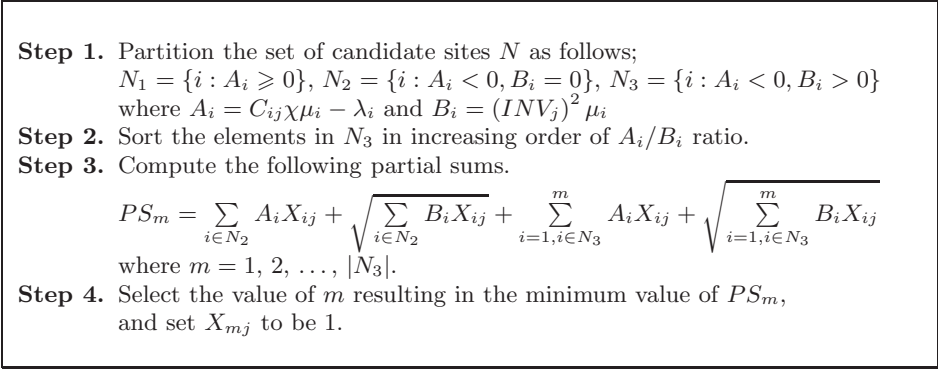 Step 1. Partition the set of candidate sites N as follows;
N₁ = {i : Aᵢ ⩾ 0}, N₂ = {i : Aᵢ < 0, Bᵢ = 0}, N₃ = {i : Aᵢ < 0, Bᵢ > 0}
where Aᵢ = Cᵢⱼχμᵢ − λᵢ and Bᵢ = (INVⱼ)² μᵢ
Step 2. Sort the elements in N₃ in increasing order of Aᵢ/Bᵢ ratio.
Step 3. Compute the following partial sums.
PSₘ = ∑_{i∈N₂} AᵢXᵢⱼ + √(∑_{i∈N₂} BᵢXᵢⱼ) + ∑_{i=1,i∈N₃}^{m} AᵢXᵢⱼ + √(∑_{i=1,i∈N₃}^{m} BᵢXᵢⱼ)
where m = 1, 2, …, |N₃|.
Step 4. Select the value of m resulting in the minimum value of PSₘ,
and set Xₘⱼ to be 1.